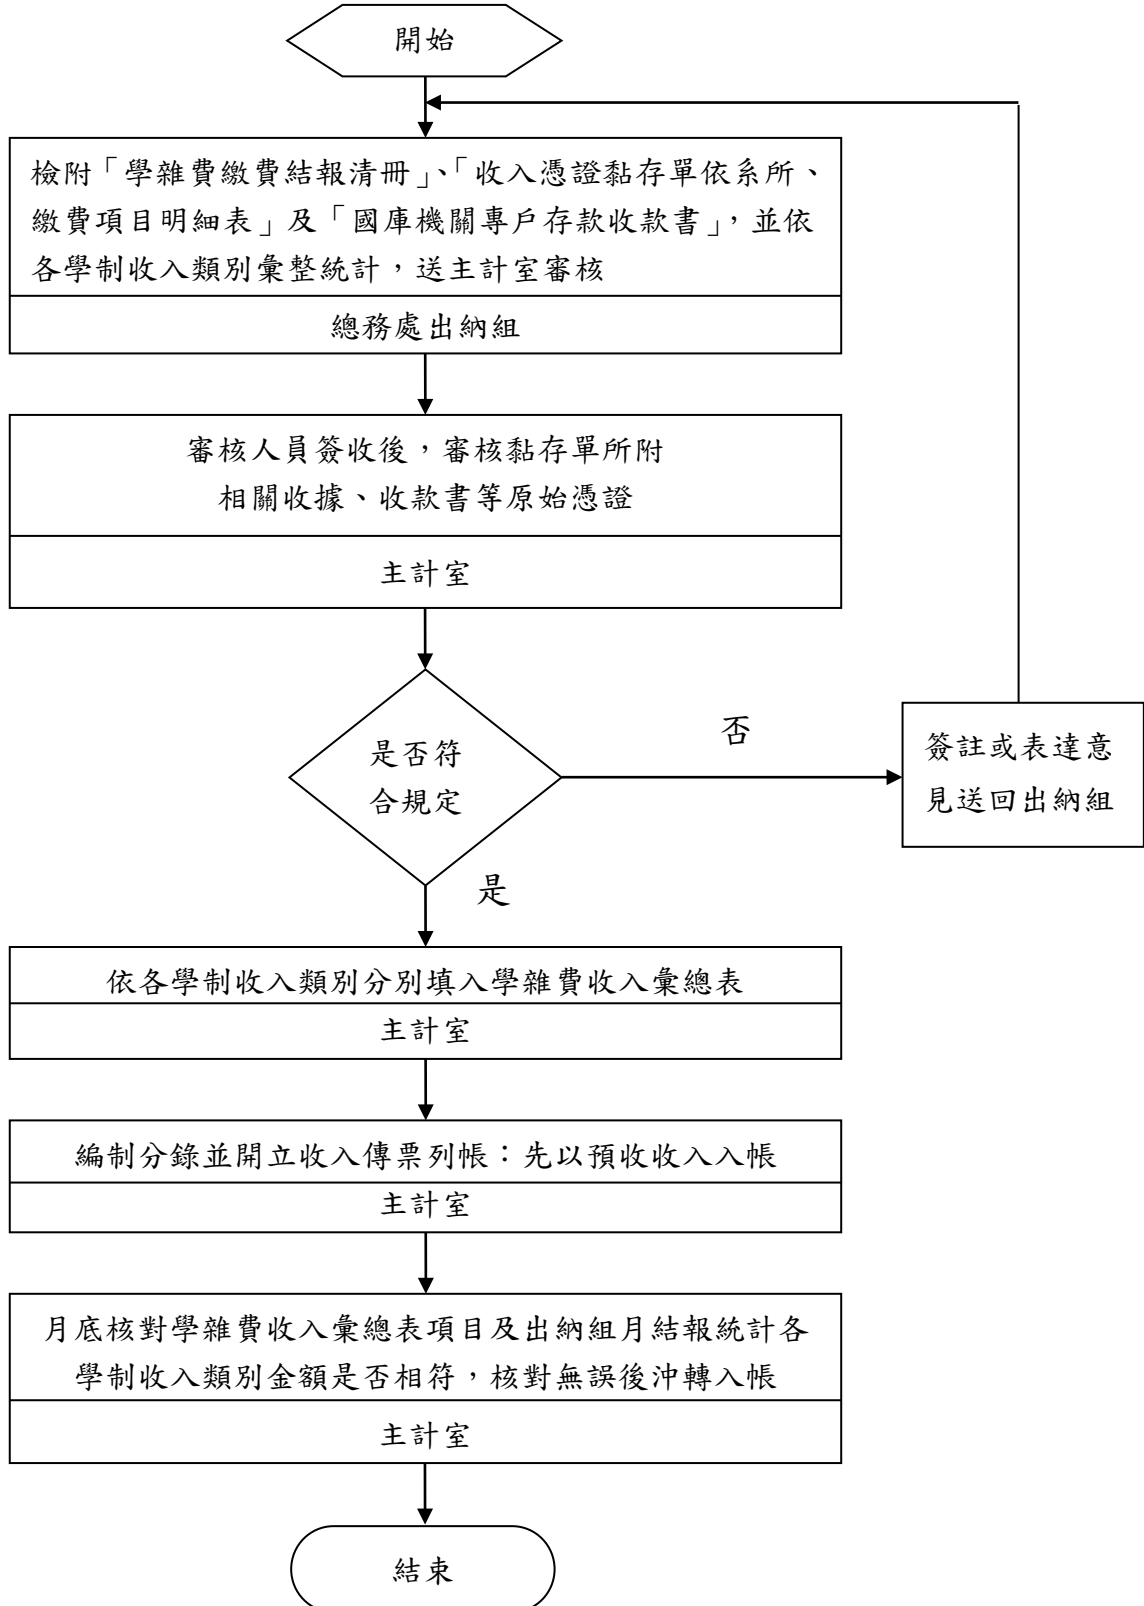 開始
檢附「學雜費繳費結報清冊」、「收入憑證黏存單依系所、
繳費項目明細表」及「國庫機關專戶存款收款書」，並依
各學制收入類別彙整統計，送主計室審核
總務處出納組
審核人員簽收後，審核黏存單所附
相關收據、收款書等原始憑證
主計室
是否符
合規定
否
簽註或表達意
見送回出納組
是
依各學制收入類別分別填入學雜費收入彙總表
主計室
編制分錄並開立收入傳票列帳：先以預收收入入帳
主計室
月底核對學雜費收入彙總表項目及出納組月結報統計各
學制收入類別金額是否相符，核對無誤後沖轉入帳
主計室
結束